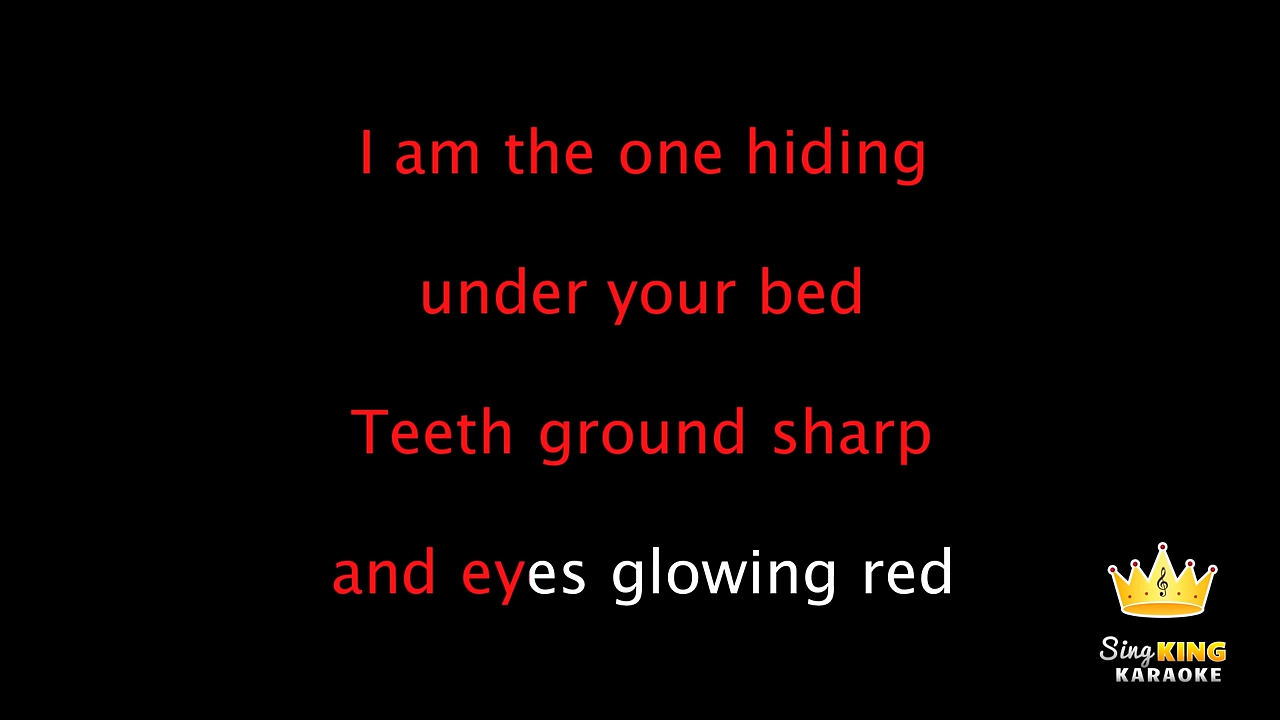 I am the one hiding
under your bed
Teeth ground sharp
and eyes glowing red
Sing KING
KARAOKE